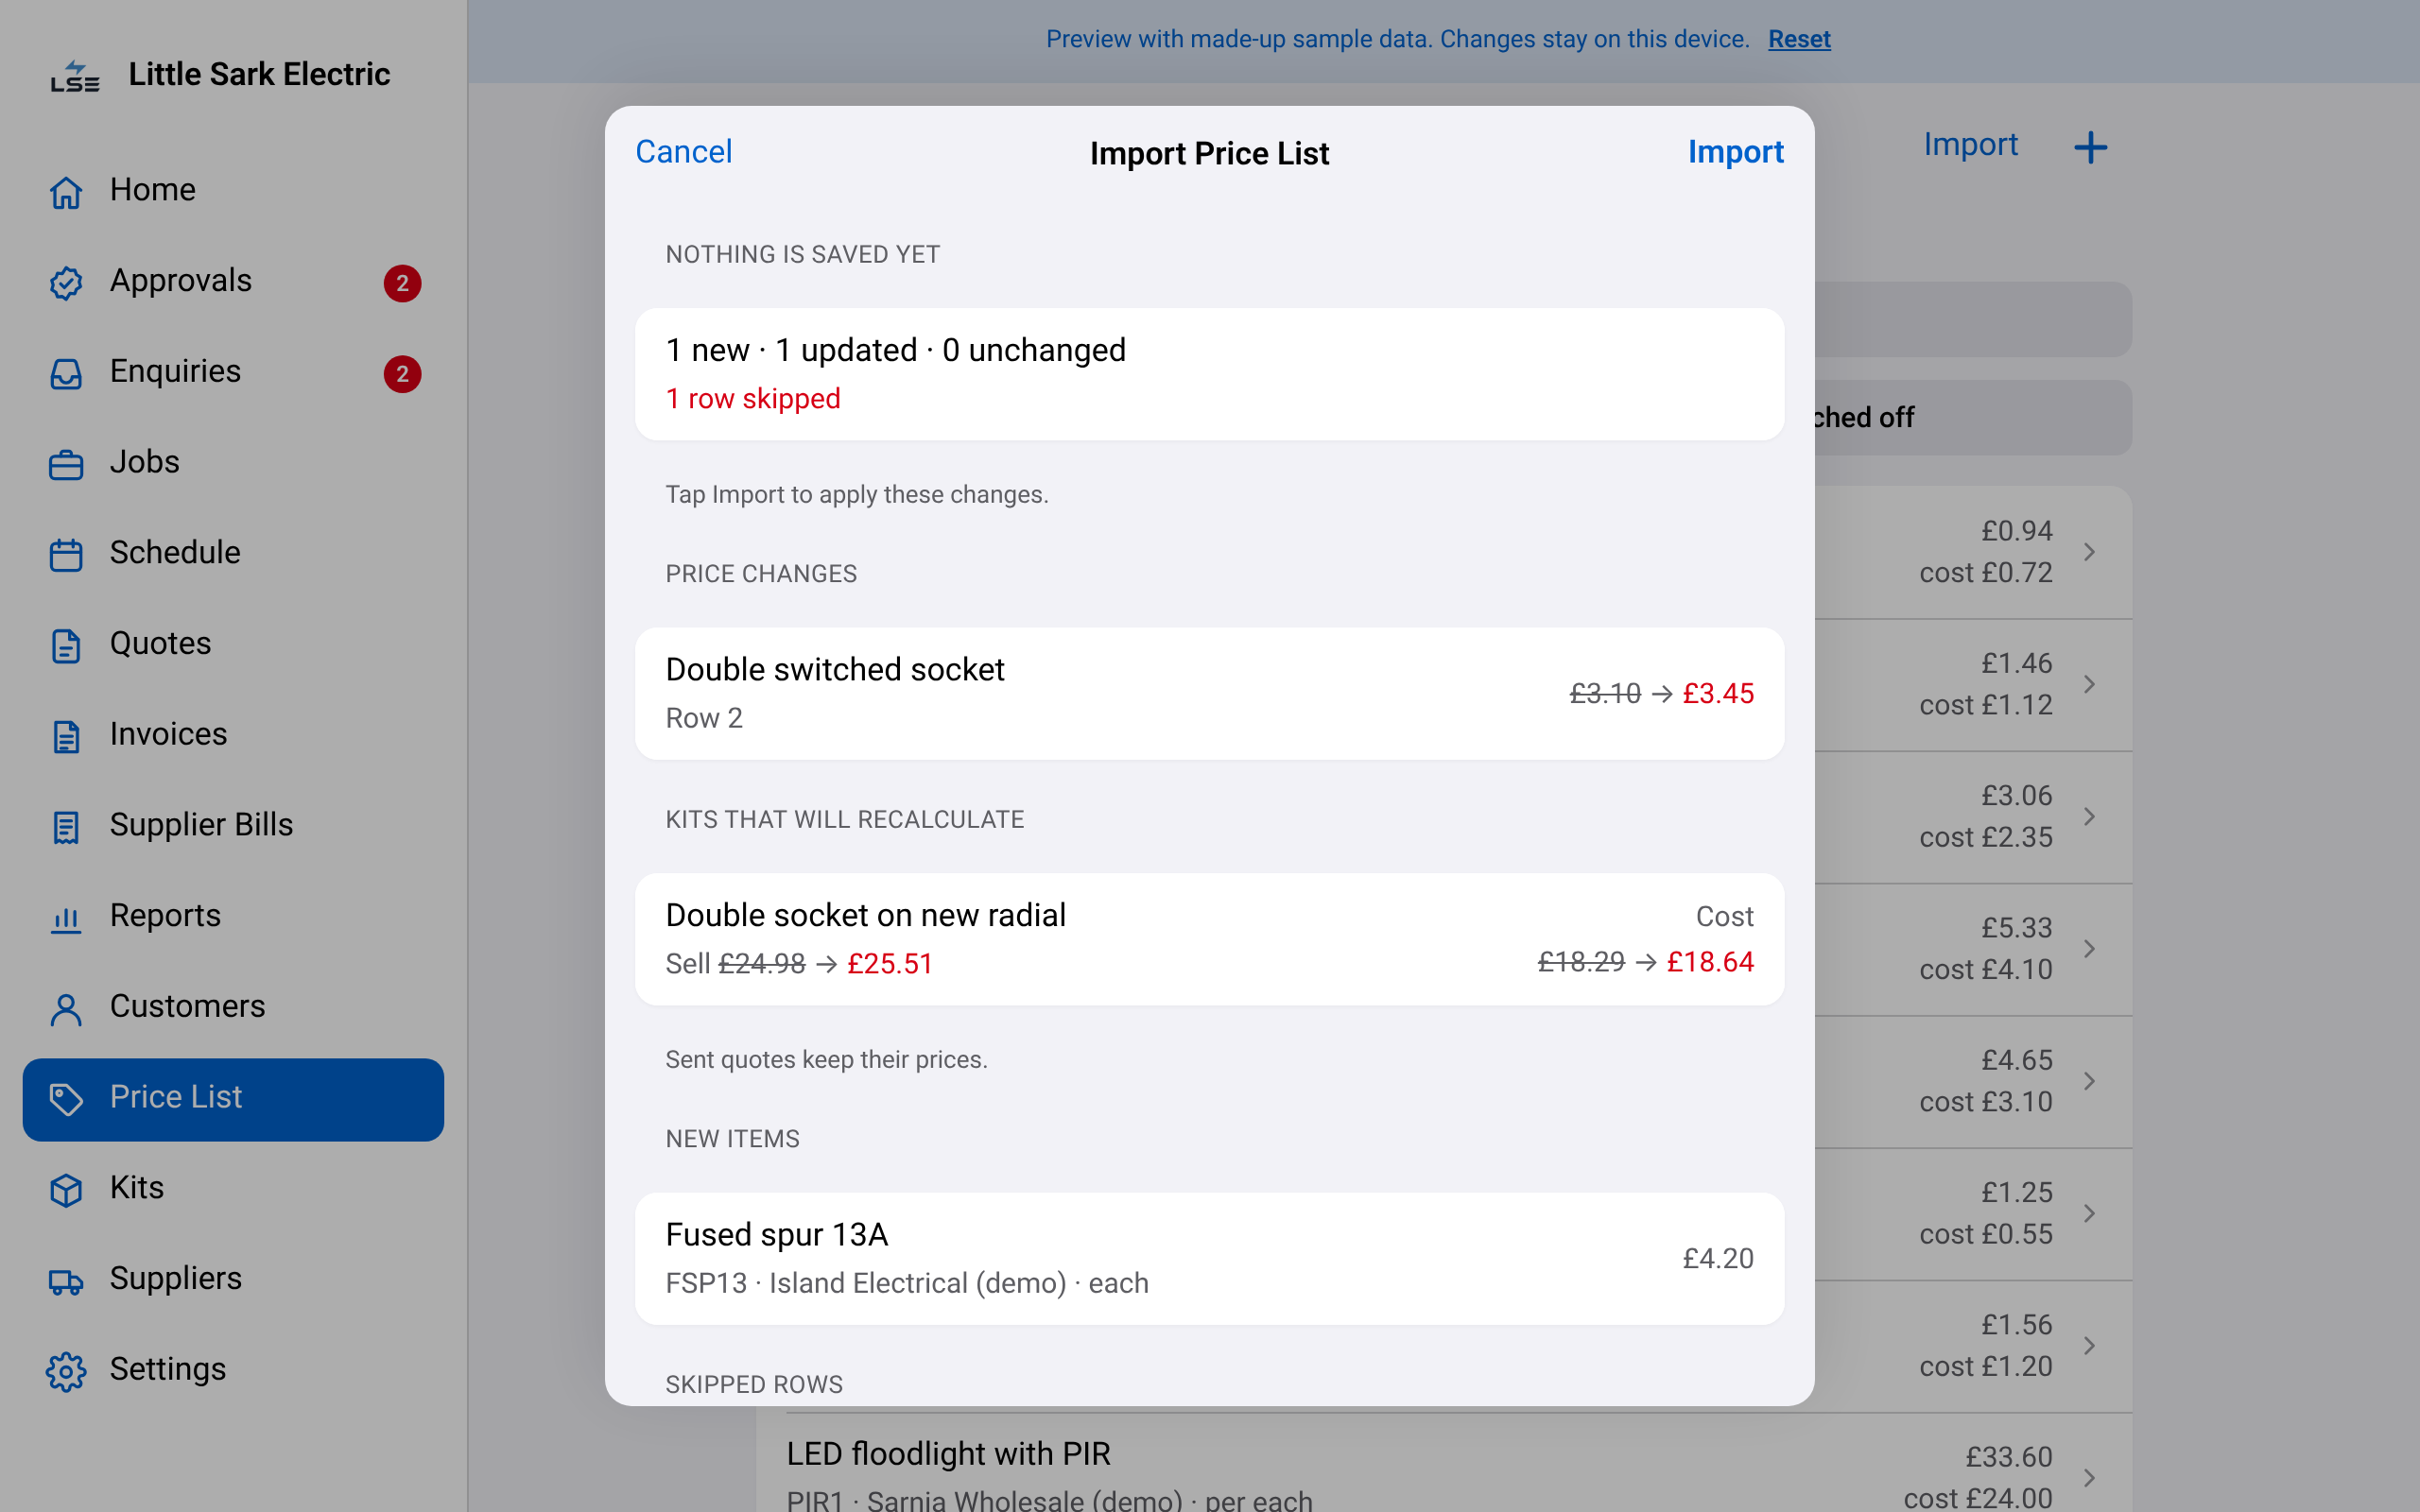 LSE Little Sark Electric
Home
Approvals 2
Enquiries 2
Jobs
Schedule
Quotes
Invoices
Supplier Bills
Reports
Customers
Price List
Kits
Suppliers
Settings
Preview with made-up sample data. Changes stay on this device. Reset
Import +
Cancel Import Price List Import
NOTHING IS SAVED YET
1 new · 1 updated · 0 unchanged
1 row skipped
Tap Import to apply these changes.
PRICE CHANGES
Double switched socket
Row 2
£3.10 → £3.45
KITS THAT WILL RECALCULATE
Double socket on new radial Cost
Sell £24.98 → £25.51 £18.29 → £18.64
Sent quotes keep their prices.
NEW ITEMS
Fused spur 13A
FSP13 · Island Electrical (demo) · each
£4.20
SKIPPED ROWS
ched off
£0.94
cost £0.72
£1.46
cost £1.12
£3.06
cost £2.35
£5.33
cost £4.10
£4.65
cost £3.10
£1.25
cost £0.55
£1.56
cost £1.20
LED floodlight with PIR £33.60
PIR1 · Sarnia Wholesale (demo) · per each cost £24.00